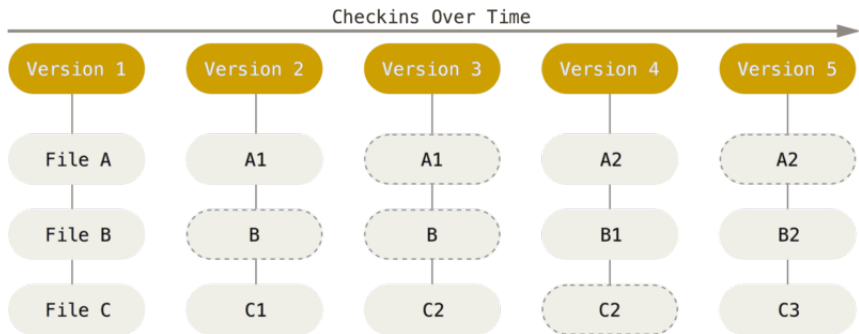 Checkins Over Time
Version 1 Version 2 Version 3 Version 4 Version 5
File A A1 A1 A2 A2
File B B B B1 B2
File C C1 C2 C2 C3